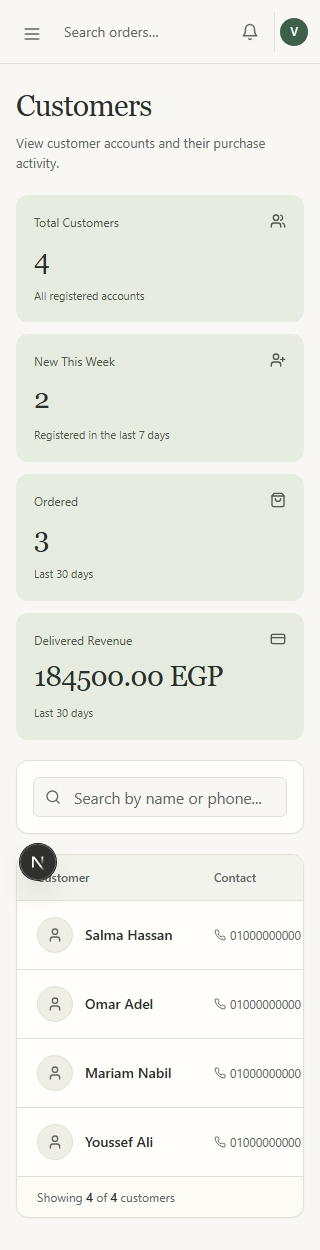 Search orders...
V
Customers
View customer accounts and their purchase
activity.
Total Customers
4
All registered accounts
New This Week
2
Registered in the last 7 days
Ordered
3
Last 30 days
Delivered Revenue
184500.00 EGP
Last 30 days
Search by name or phone...
N
Customer Contact
Salma Hassan 01000000000
Omar Adel 01000000000
Mariam Nabil 01000000000
Youssef Ali 01000000000
Showing 4 of 4 customers